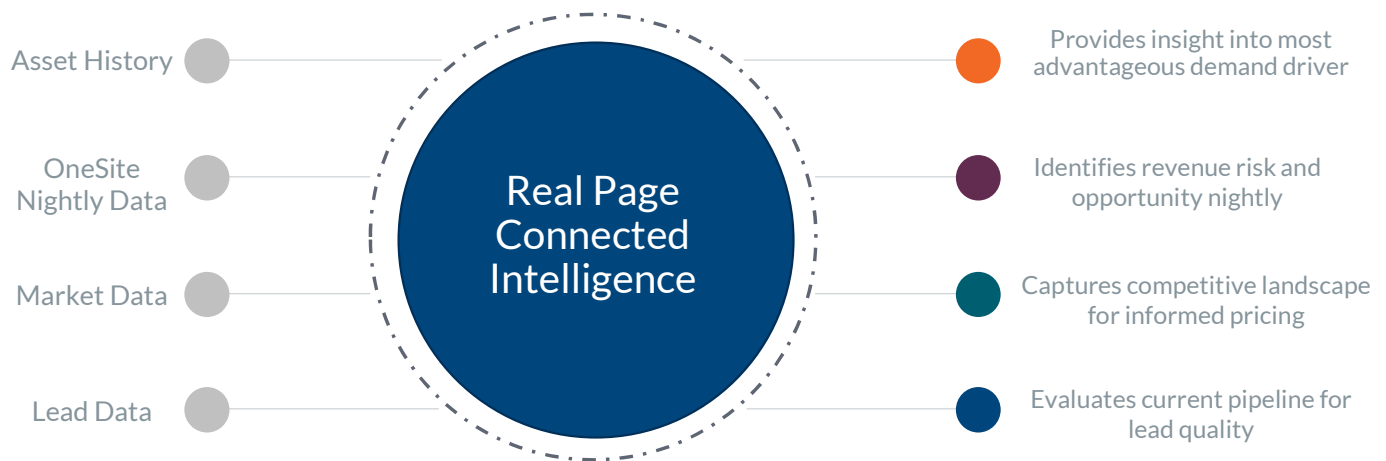 Asset History
OneSite
Nightly Data
Market Data
Lead Data
Real Page
Connected
Intelligence
Provides insight into most
advantageous demand driver
Identifies revenue risk and
opportunity nightly
Captures competitive landscape
for informed pricing
Evaluates current pipeline for
lead quality